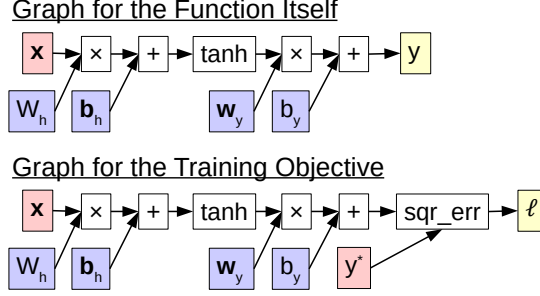 Graph for the Function Itself
x × + tanh × + y
W_h b_h w_y b_y
Graph for the Training Objective
x × + tanh × + sqr_err ℓ
W_h b_h w_y b_y y*